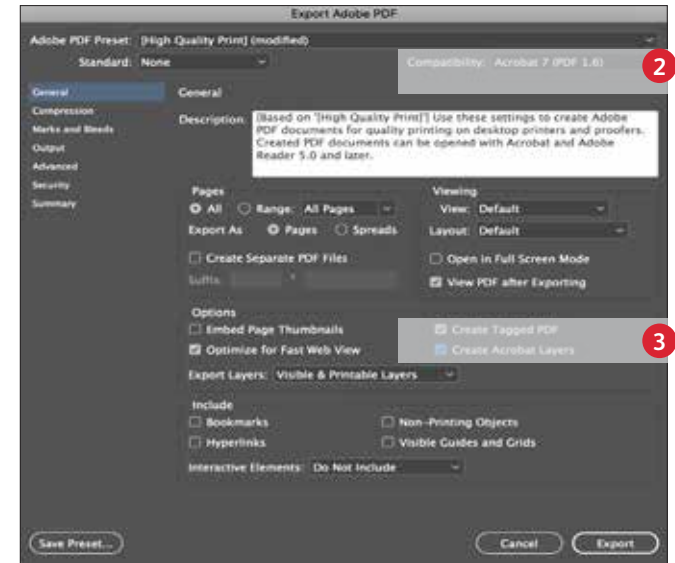 Export Adobe PDF
Adobe PDF Preset: [High Quality Print] (modified)
Standard: None
Compatibility: Acrobat 7 (PDF 1.6)
2
General
Compression
Marks and Bleeds
Output
Advanced
Security
Summary
General
Description: [Based on '[High Quality Print]'] Use these settings to create Adobe
PDF documents for quality printing on desktop printers and proofers.
Created PDF documents can be opened with Acrobat and Adobe
Reader 5.0 and later.
Pages
All Range: All Pages
Export As Pages Spreads
Create Separate PDF Files
Suffix:
Viewing
View: Default
Layout: Default
Open in Full Screen Mode
View PDF after Exporting
Options
Embed Page Thumbnails
Create Tagged PDF
Optimize for Fast Web View
Create Acrobat Layers
3
Export Layers: Visible & Printable Layers
Include
Bookmarks
Non-Printing Objects
Hyperlinks
Visible Guides and Grids
Interactive Elements: Do Not Include
Save Preset...
Cancel
Export